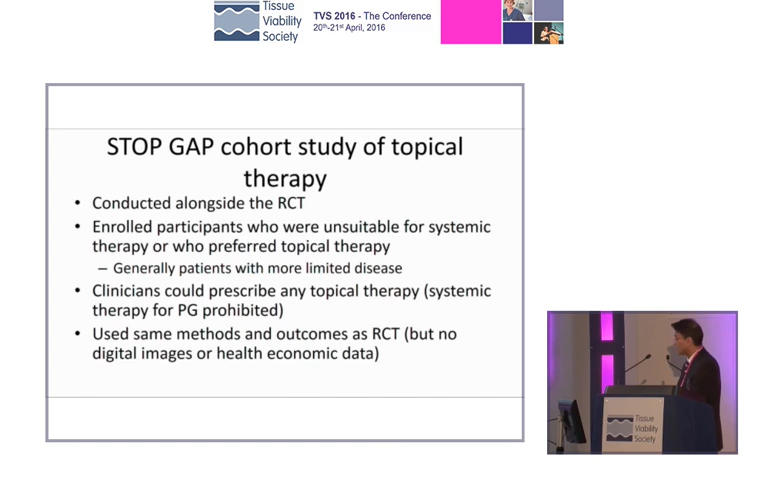 Tissue
Viability
Society
TVS 2016 - The Conference
20th-21st April, 2016
STOP GAP cohort study of topical
therapy
• Conducted alongside the RCT
• Enrolled participants who were unsuitable for systemic
therapy or who preferred topical therapy
– Generally patients with more limited disease
• Clinicians could prescribe any topical therapy (systemic
therapy for PG prohibited)
• Used same methods and outcomes as RCT (but no
digital images or health economic data)
Tissue
Viability
Society